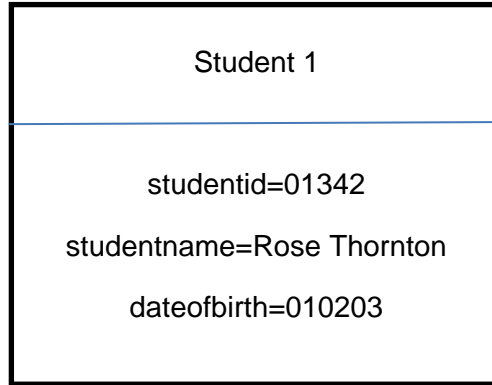 Student 1
studentid=01342
studentname=Rose Thornton
dateofbirth=010203